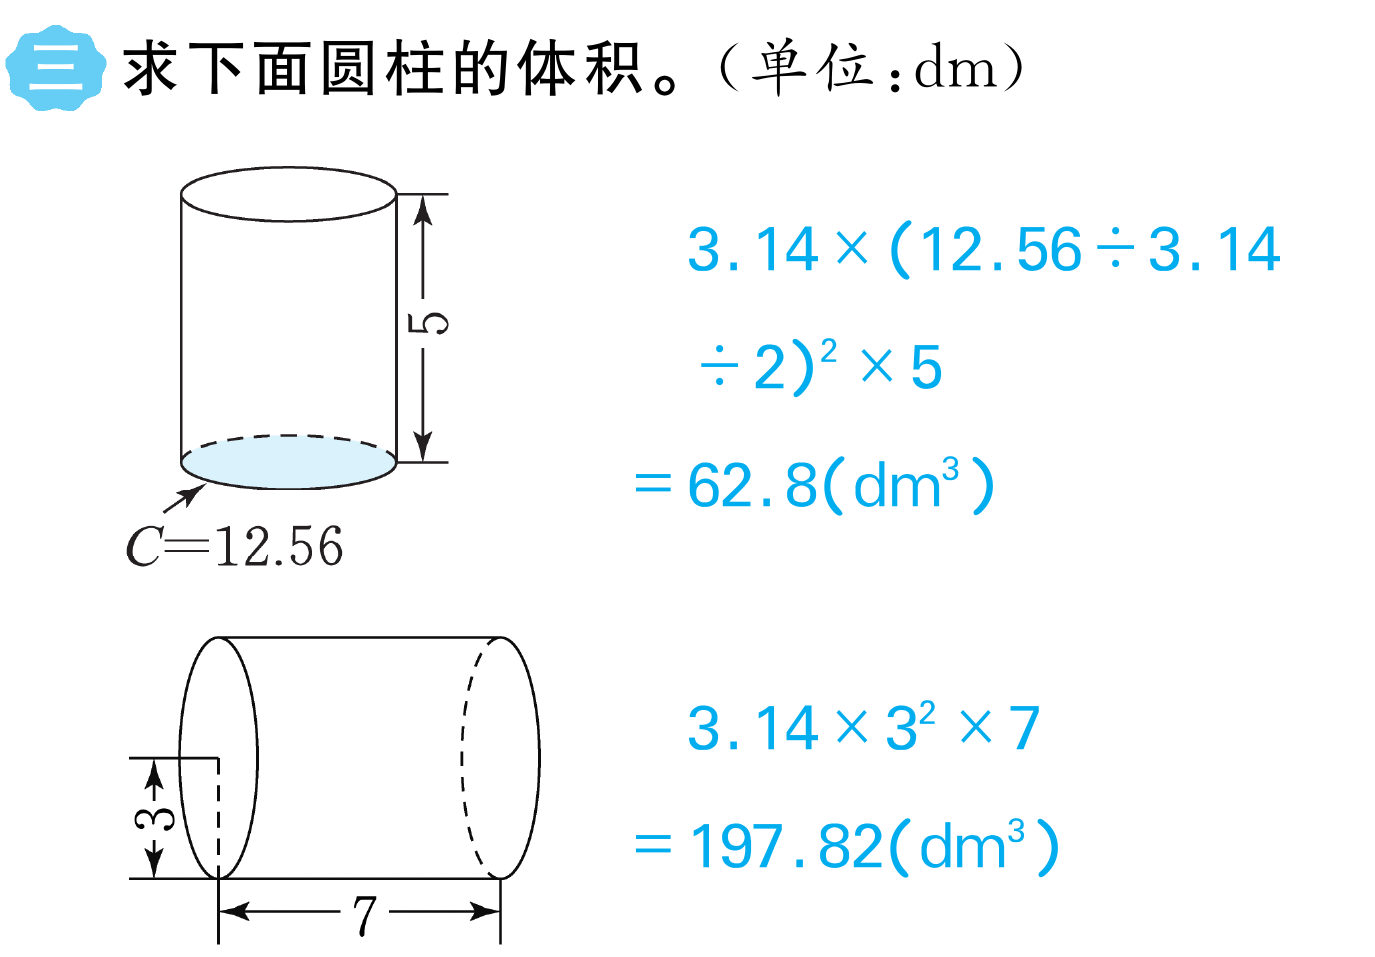 三 求下面圆柱的体积。(单位:dm)
5
C=12.56
3.14×(12.56÷3.14
÷2)²×5
=62.8(dm³)
3
7
3.14×3²×7
=197.82(dm³)